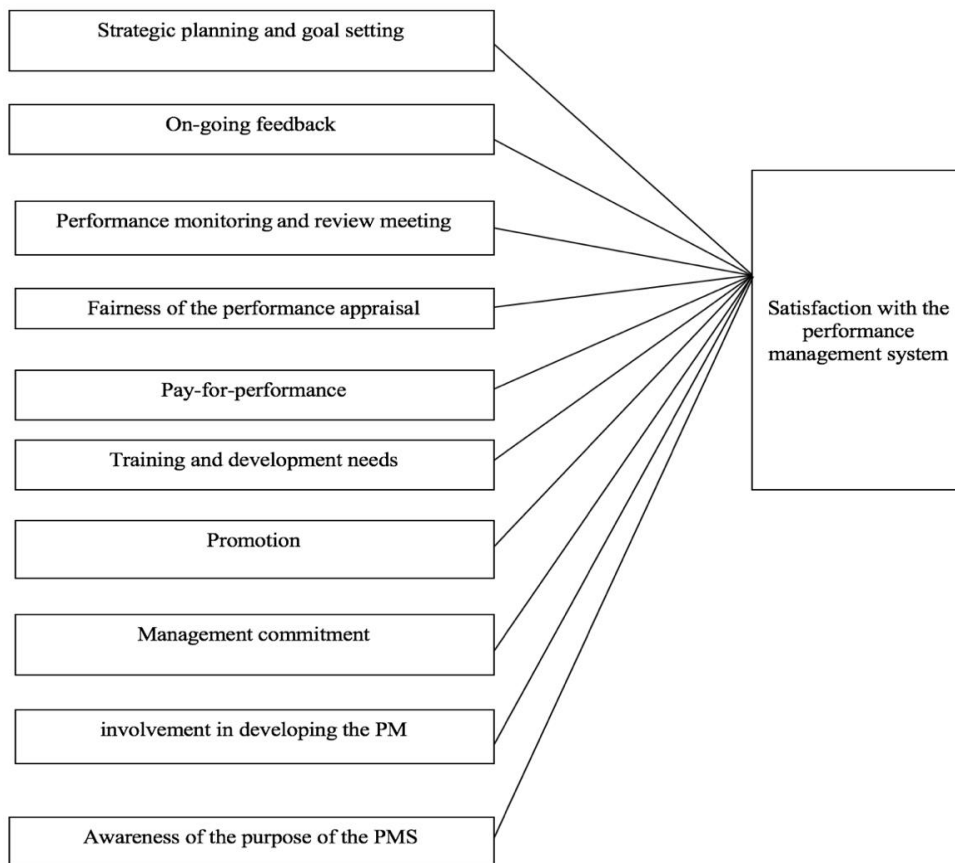 Strategic planning and goal setting
On-going feedback
Performance monitoring and review meeting
Fairness of the performance appraisal
Pay-for-performance
Training and development needs
Promotion
Management commitment
involvement in developing the PM
Awareness of the purpose of the PMS
Satisfaction with the
performance
management system